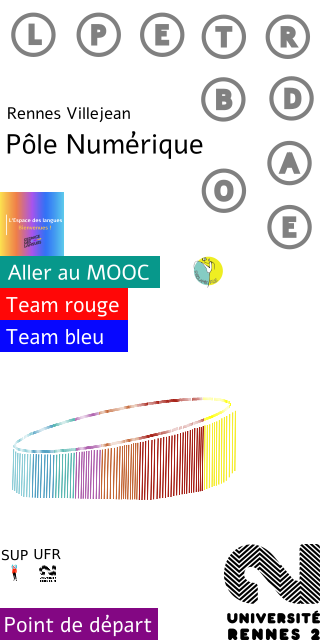 L P E T R
B D
A
O
E
Rennes Villejean
Pôle Numérique
L'Espace des langues
Bienvenues !
Aller au MOOC
Team rouge
Team bleu
SUP UFR
UNIVERSITÉ
RENNES 2
Point de départ